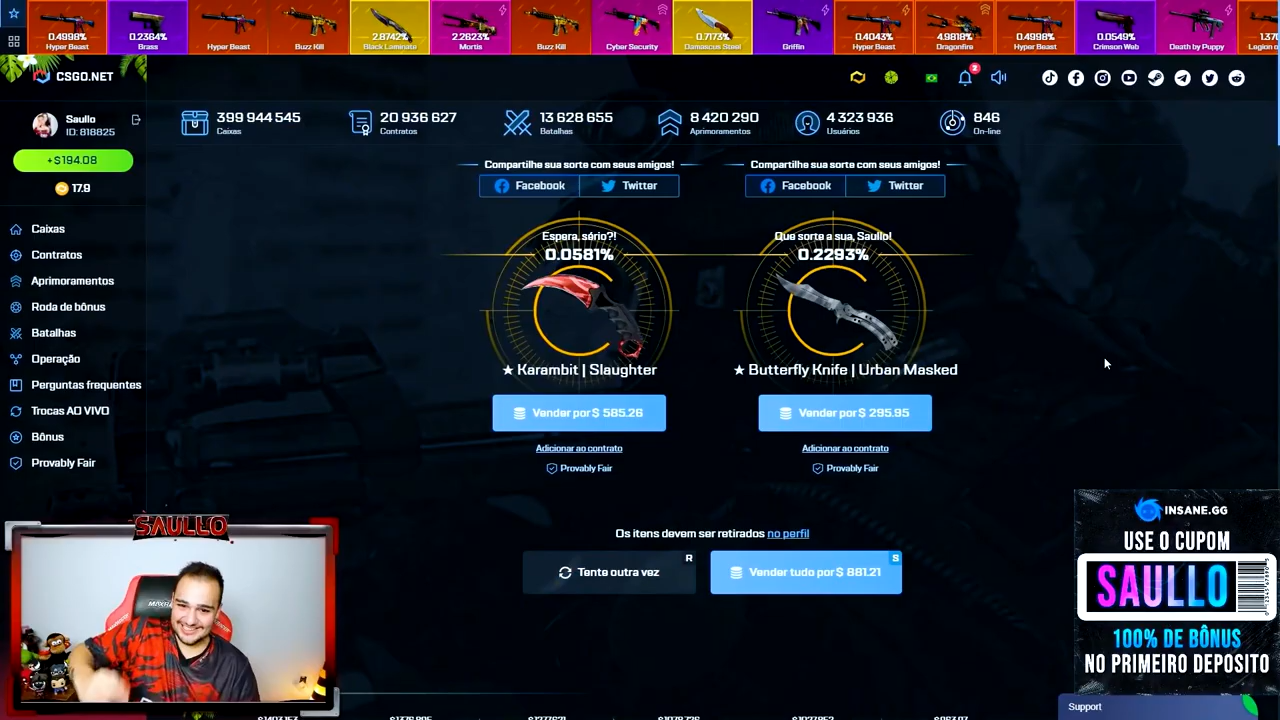 0.4998%
Hyper Beast
0.2364%
Brass
Hyper Beast
Buzz Kill
2.8742%
Black Laminate
2.2623%
Mortis
Buzz Kill
Cyber Security
0.7173%
Damascus Steel
Griffin
0.4043%
Hyper Beast
4.9818%
Dragonfire
0.4998%
Hyper Beast
0.0549%
Crimson Web
Death by Puppy
Legion o
CSGO.NET
2
Saullo
ID: 818825
+$194.08
17.9
399 944 545
Caixas
20 936 627
Contratos
13 628 655
Batalhas
8 420 290
Aprimoramentos
4 323 936
Usuários
846
On-line
Caixas
Contratos
Aprimoramentos
Roda de bônus
Batalhas
Operação
Perguntas frequentes
Trocas AO VIVO
Bônus
Provably Fair
Compartilhe sua sorte com seus amigos!
Facebook
Twitter
Espera, sério?!
0.0581%
★ Karambit | Slaughter
Vender por $ 585.26
Adicionar ao contrato
Provably Fair
Compartilhe sua sorte com seus amigos!
Facebook
Twitter
Que sorte a sua, Saullo!
0.2293%
★ Butterfly Knife | Urban Masked
Vender por $ 295.95
Adicionar ao contrato
Provably Fair
Os itens devem ser retirados no perfil
Tente outra vez
R
Vender tudo por $ 881.21
S
SAULLO
INSANE.GG
USE O CUPOM
SAULLO
100% DE BÔNUS
NO PRIMEIRO DEPOSITO
Support